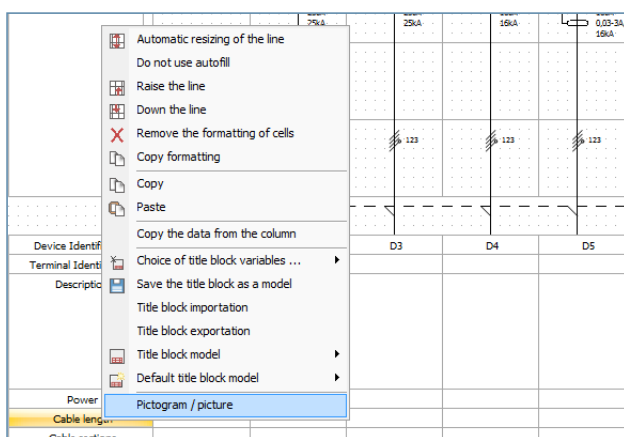 25kA 25kA 16kA 0,03-3A
16kA
Automatic resizing of the line
Do not use autofill
Raise the line
Down the line
Remove the formatting of cells
Copy formatting
Copy
Paste
Copy the data from the column
Choice of title block variables ...
Save the title block as a model
Title block importation
Title block exportation
Title block model
Default title block model
Pictogram / picture
123 123 123
Device Identif D3 D4 D5
Terminal Identi
Descriptio
Power
Cable length